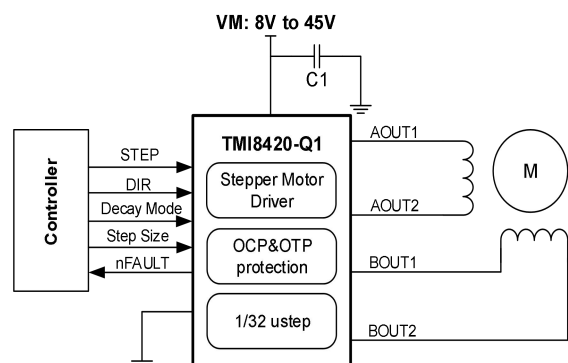 VM: 8V to 45V
C1
TMI8420-Q1
Controller
STEP
DIR
Decay Mode
Step Size
nFAULT
Stepper Motor
Driver
OCP&OTP
protection
1/32 ustep
AOUT1
AOUT2
BOUT1
BOUT2
M